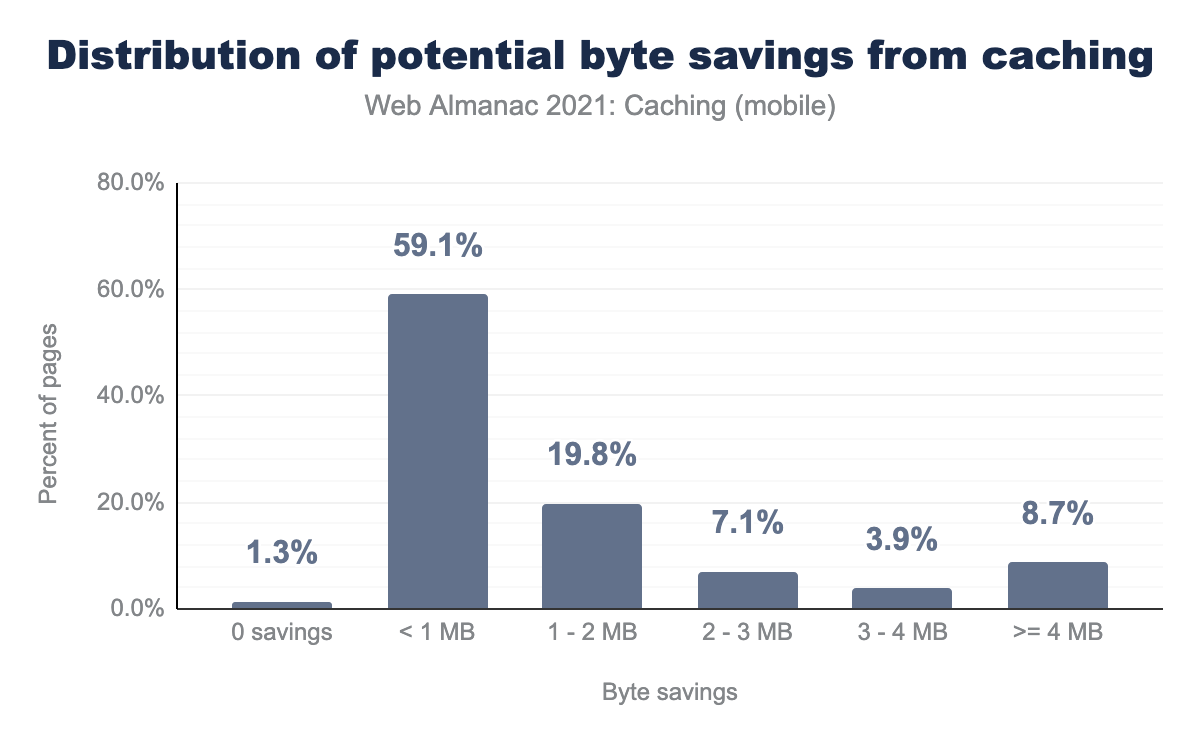 Distribution of potential byte savings from caching
Web Almanac 2021: Caching (mobile)
80.0%
60.0%
40.0%
20.0%
0.0%
Percent of pages
1.3%
59.1%
19.8%
7.1%
3.9%
8.7%
0 savings
< 1 MB
1 - 2 MB
2 - 3 MB
3 - 4 MB
>= 4 MB
Byte savings